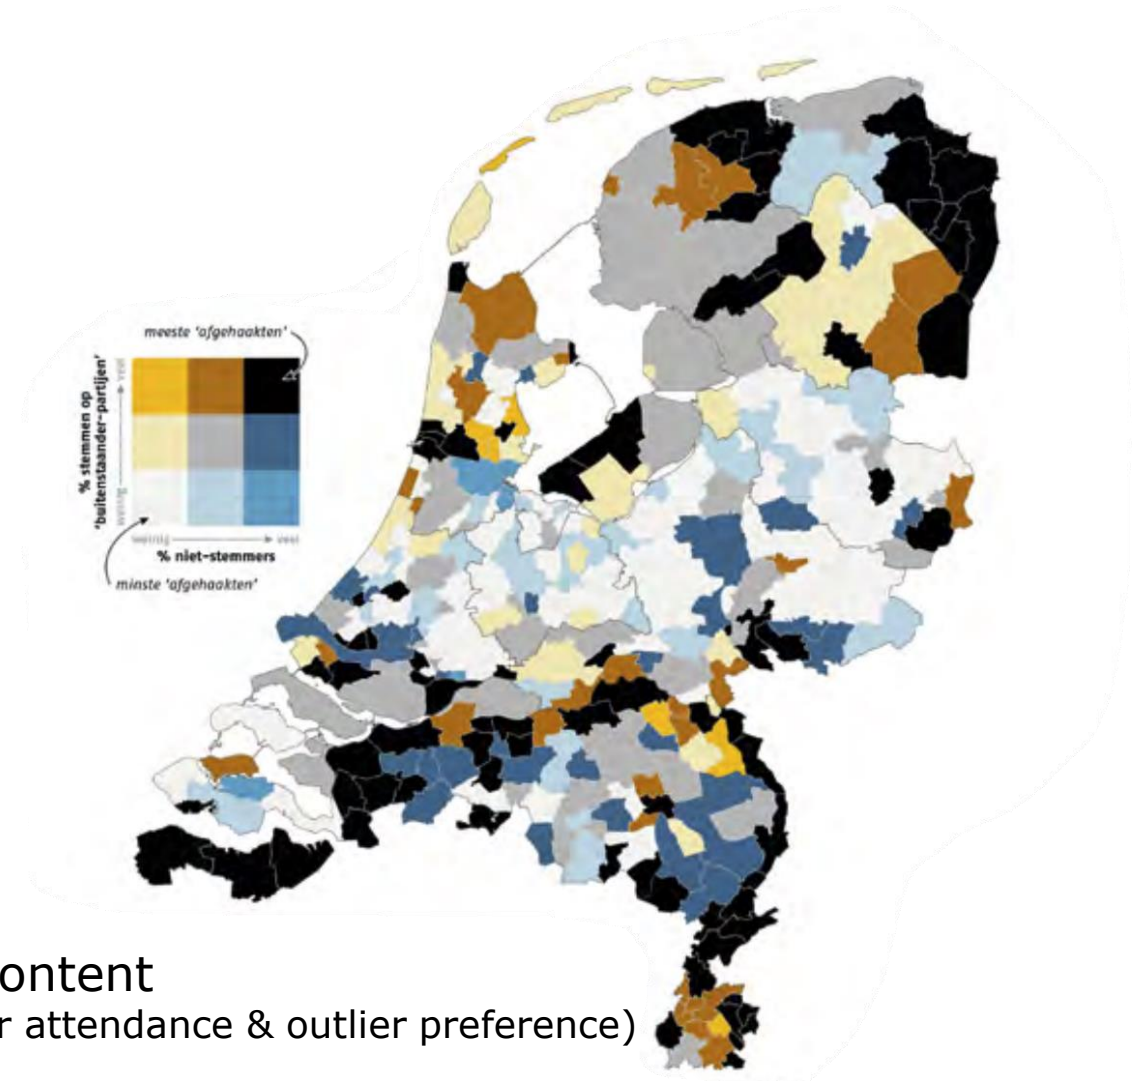 meeste 'afgehaakten'
% stemmen op
'buitenstaander-partijen'
weinig
veel
weinig
veel
% niet-stemmers
minste 'afgehaakten'
ontent
r attendance & outlier preference)